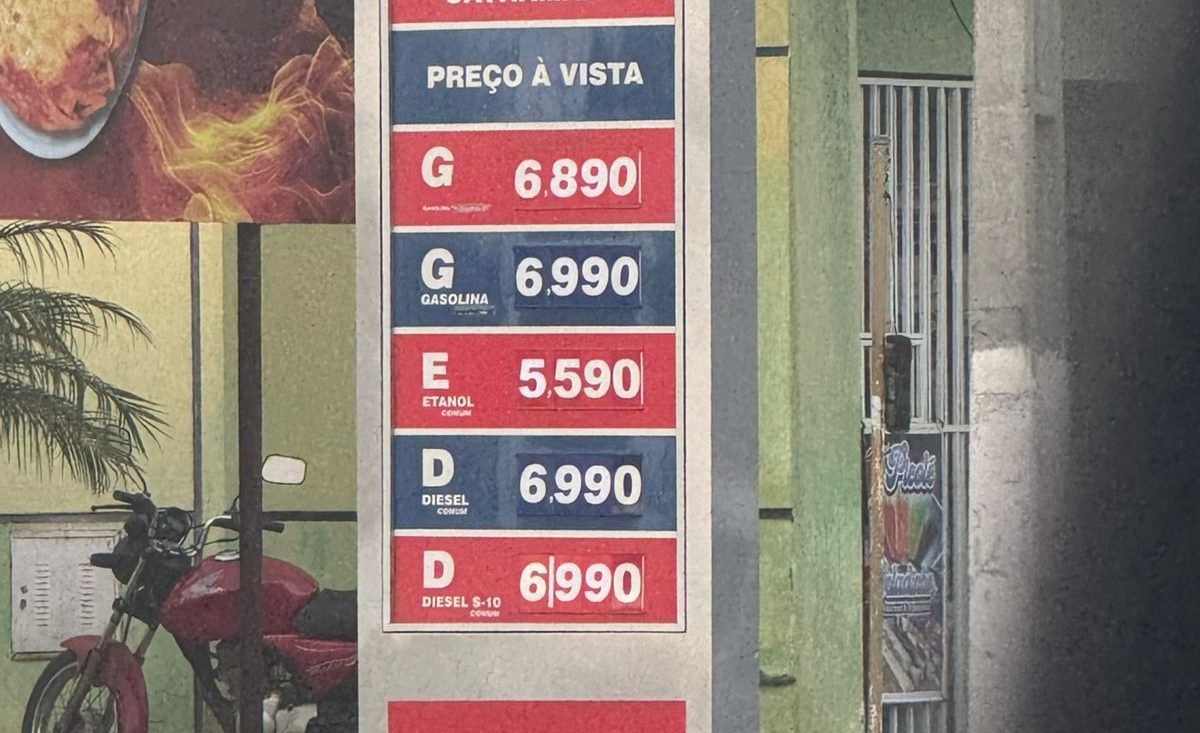 PREÇO À VISTA
G 6,890
G 6,990
GASOLINA
E 5,590
ETANOL
COMUM
D 6,990
DIESEL
COMUM
D 6,990
DIESEL S-10
COMUM